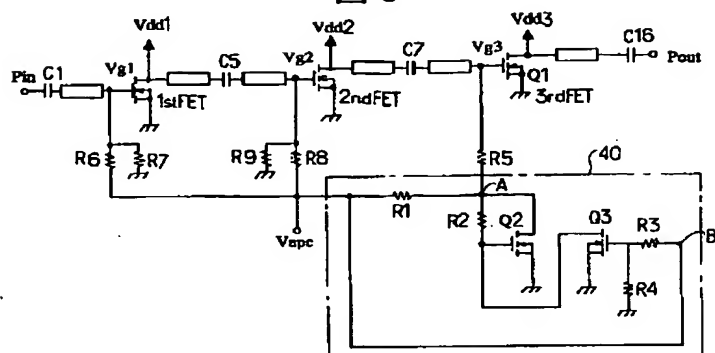 Vdd1
Vdd2
Vdd3
Pin
C1
Vg1
C5
Vg2
C7
Vg3
C16
Pout
1stFET
2ndFET
Q1
3rdFET
R6
R7
R9
R8
R5
40
R1
A
R2
Q2
Q3
R3
B
R4
Vapc